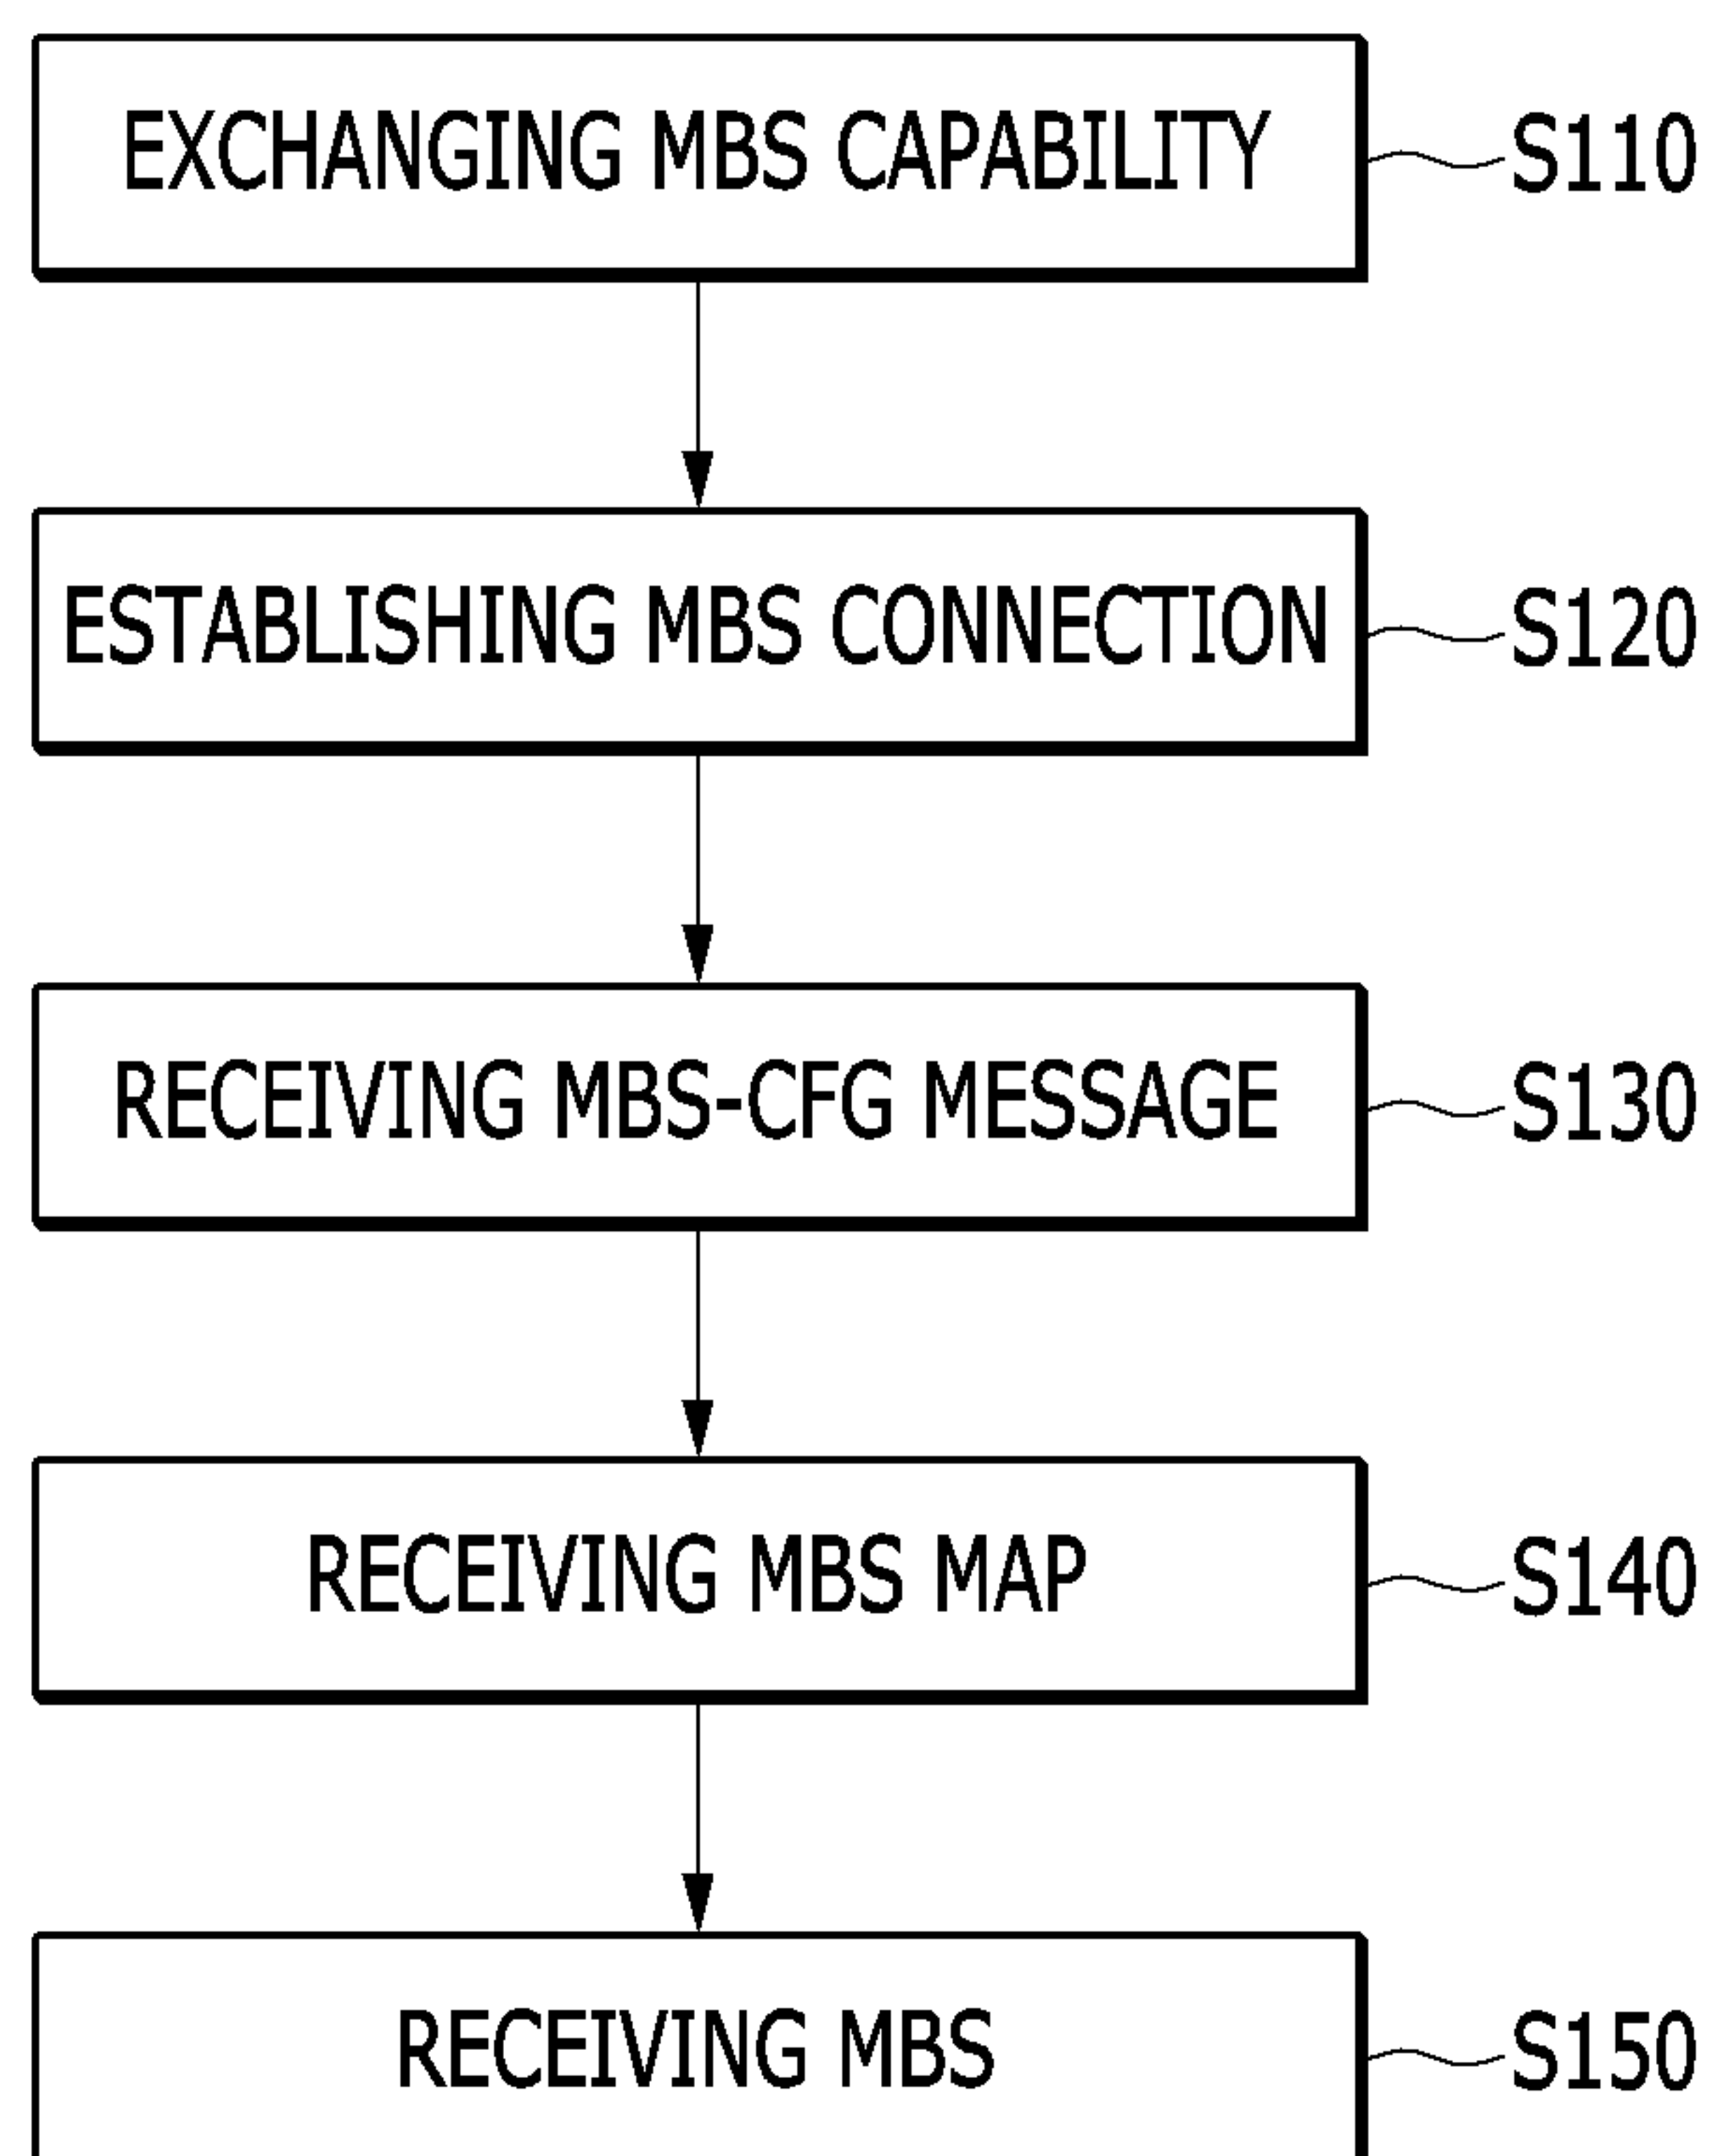 EXCHANGING MBS CAPABILITY S110
ESTABLISHING MBS CONNECTION S120
RECEIVING MBS-CFG MESSAGE S130
RECEIVING MBS MAP S140
RECEIVING MBS S150